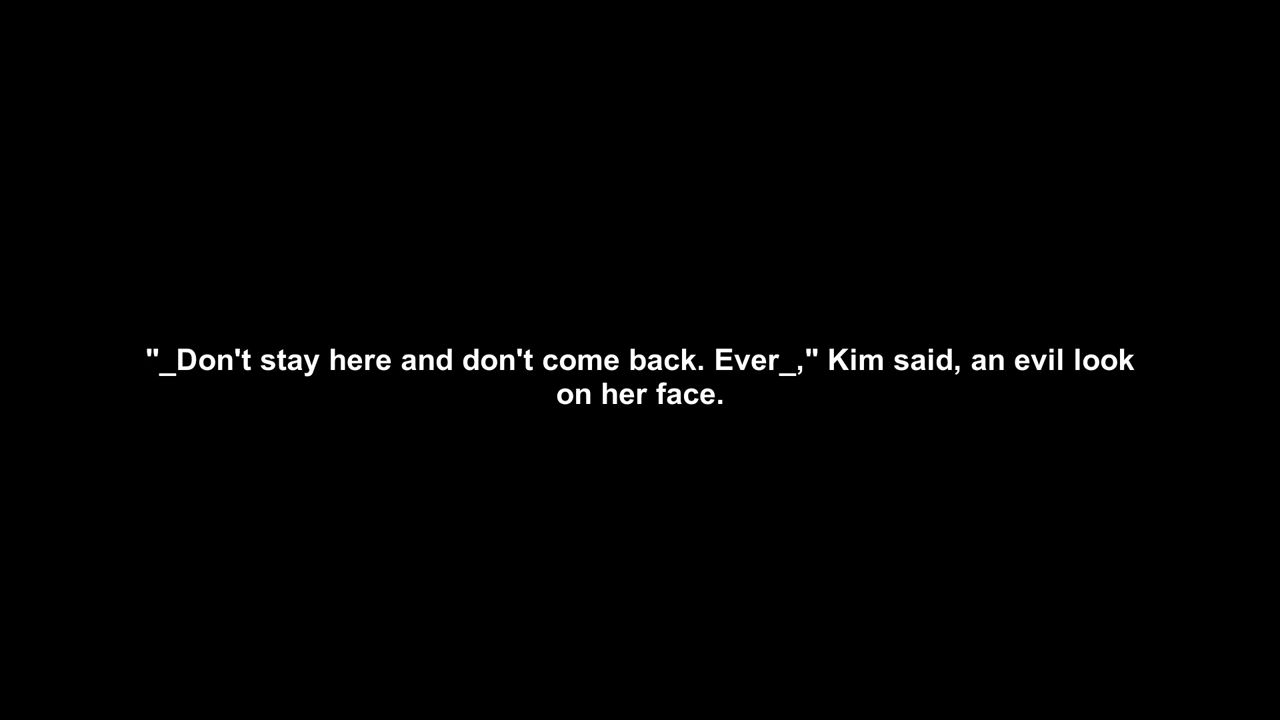 "_Don't stay here and don't come back. Ever_," Kim said, an evil look
on her face.